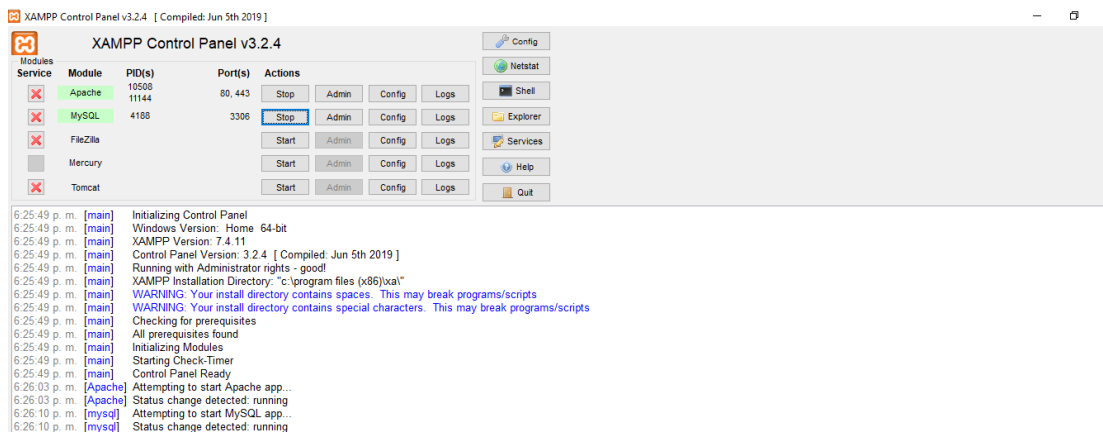 XAMPP Control Panel v3.2.4 [ Compiled: Jun 5th 2019 ]
XAMPP Control Panel v3.2.4
Config
Modules
Service Module PID(s) Port(s) Actions
Netstat
Apache 10508 11144 80, 443 Stop Admin Config Logs
Shell
MySQL 4188 3306 Stop Admin Config Logs
Explorer
FileZilla Start Admin Config Logs
Services
Mercury Start Admin Config Logs
Help
Tomcat Start Admin Config Logs
Quit
6:25:49 p. m. [main] Initializing Control Panel
6:25:49 p. m. [main] Windows Version: Home 64-bit
6:25:49 p. m. [main] XAMPP Version: 7.4.11
6:25:49 p. m. [main] Control Panel Version: 3.2.4 [ Compiled: Jun 5th 2019 ]
6:25:49 p. m. [main] Running with Administrator rights - good!
6:25:49 p. m. [main] XAMPP Installation Directory: "c:\program files (x86)\xa\"
6:25:49 p. m. [main] WARNING: Your install directory contains spaces. This may break programs/scripts
6:25:49 p. m. [main] WARNING: Your install directory contains special characters. This may break programs/scripts
6:25:49 p. m. [main] Checking for prerequisites
6:25:49 p. m. [main] All prerequisites found
6:25:49 p. m. [main] Initializing Modules
6:25:49 p. m. [main] Starting Check-Timer
6:25:49 p. m. [main] Control Panel Ready
6:26:03 p. m. [Apache] Attempting to start Apache app...
6:26:03 p. m. [Apache] Status change detected: running
6:26:10 p. m. [mysql] Attempting to start MySQL app...
6:26:10 p. m. [mysql] Status change detected: running